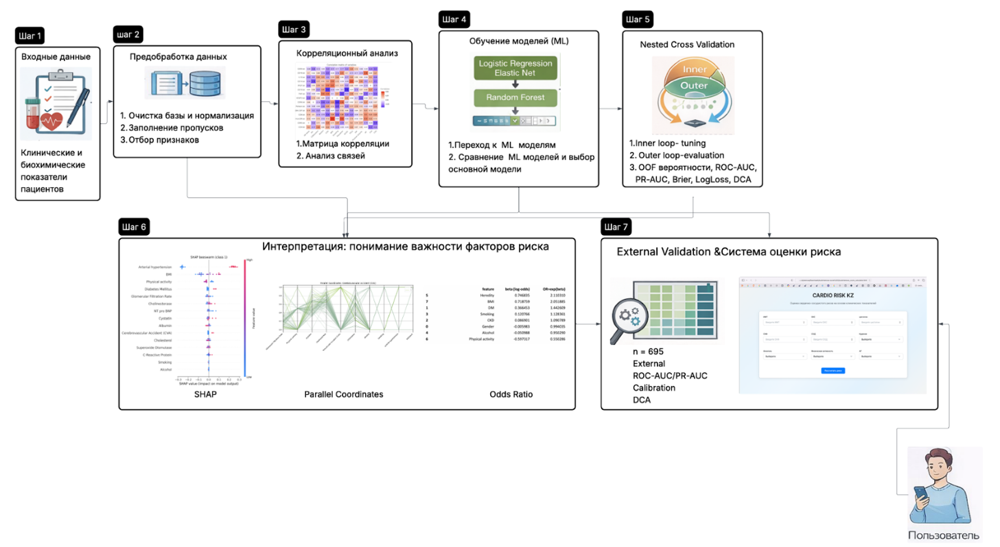 Шаг 1
Входные данные
Клинические и
биохимические
показатели
пациентов
шаг 2
Предобработка данных
1. Очистка базы и нормализация
2.Заполнение пропусков
3.Отбор признаков
Шаг 3
Корреляционный анализ
1.Матрица корреляции
2. Анализ связей
Шаг 4
Обучение моделей (ML)
Logistic Regression
Elastic Net
Random Forest
1.Переход к ML моделям
2. Сравнение ML моделей и выбор
основной модели
Шаг 5
Nested Cross Validation
Inner
Outer
1.Inner loop- tuning
2. Outer loop-evaluation
3. OOF вероятности, ROC-AUC,
PR-AUC, Brier, LogLoss, DCA
Шаг 6
Интерпретация: понимание важности факторов риска
SHAP beeswarm (class 1)
High
Arterial hypertension
BMI
Physical activity
Diabetes Mellitus
Glomerular Filtration Rate
Cholinesterase
NT pro BNP
Cystatin
Albumin
Cerebrovascular Accident (CVA)
Cholesterol
Superoxide Dismutase
C-Reactive Protein
Smoking
Alcohol
Feature value
Low
SHAP value (impact on model output)
SHAP
Parallel Coordinates
feature beta (log-odds) OR=exp(beta)
5 Heredity 0.746835 2.110310
7 BMI 0.718759 2.051885
1 DM 0.366453 1.442609
3 Smoking 0.120766 1.128361
2 CKD 0.086901 1.090789
0 Gender -0.005983 0.994035
4 Alcohol -0.050988 0.950290
6 Physical activity -0.597317 0.550286
Odds Ratio
Шаг 7
External Validation &Система оценки риска
n = 695
External
ROC-AUC/PR-AUC
Calibration
DCA
CARDIO RISK KZ
Пользователь